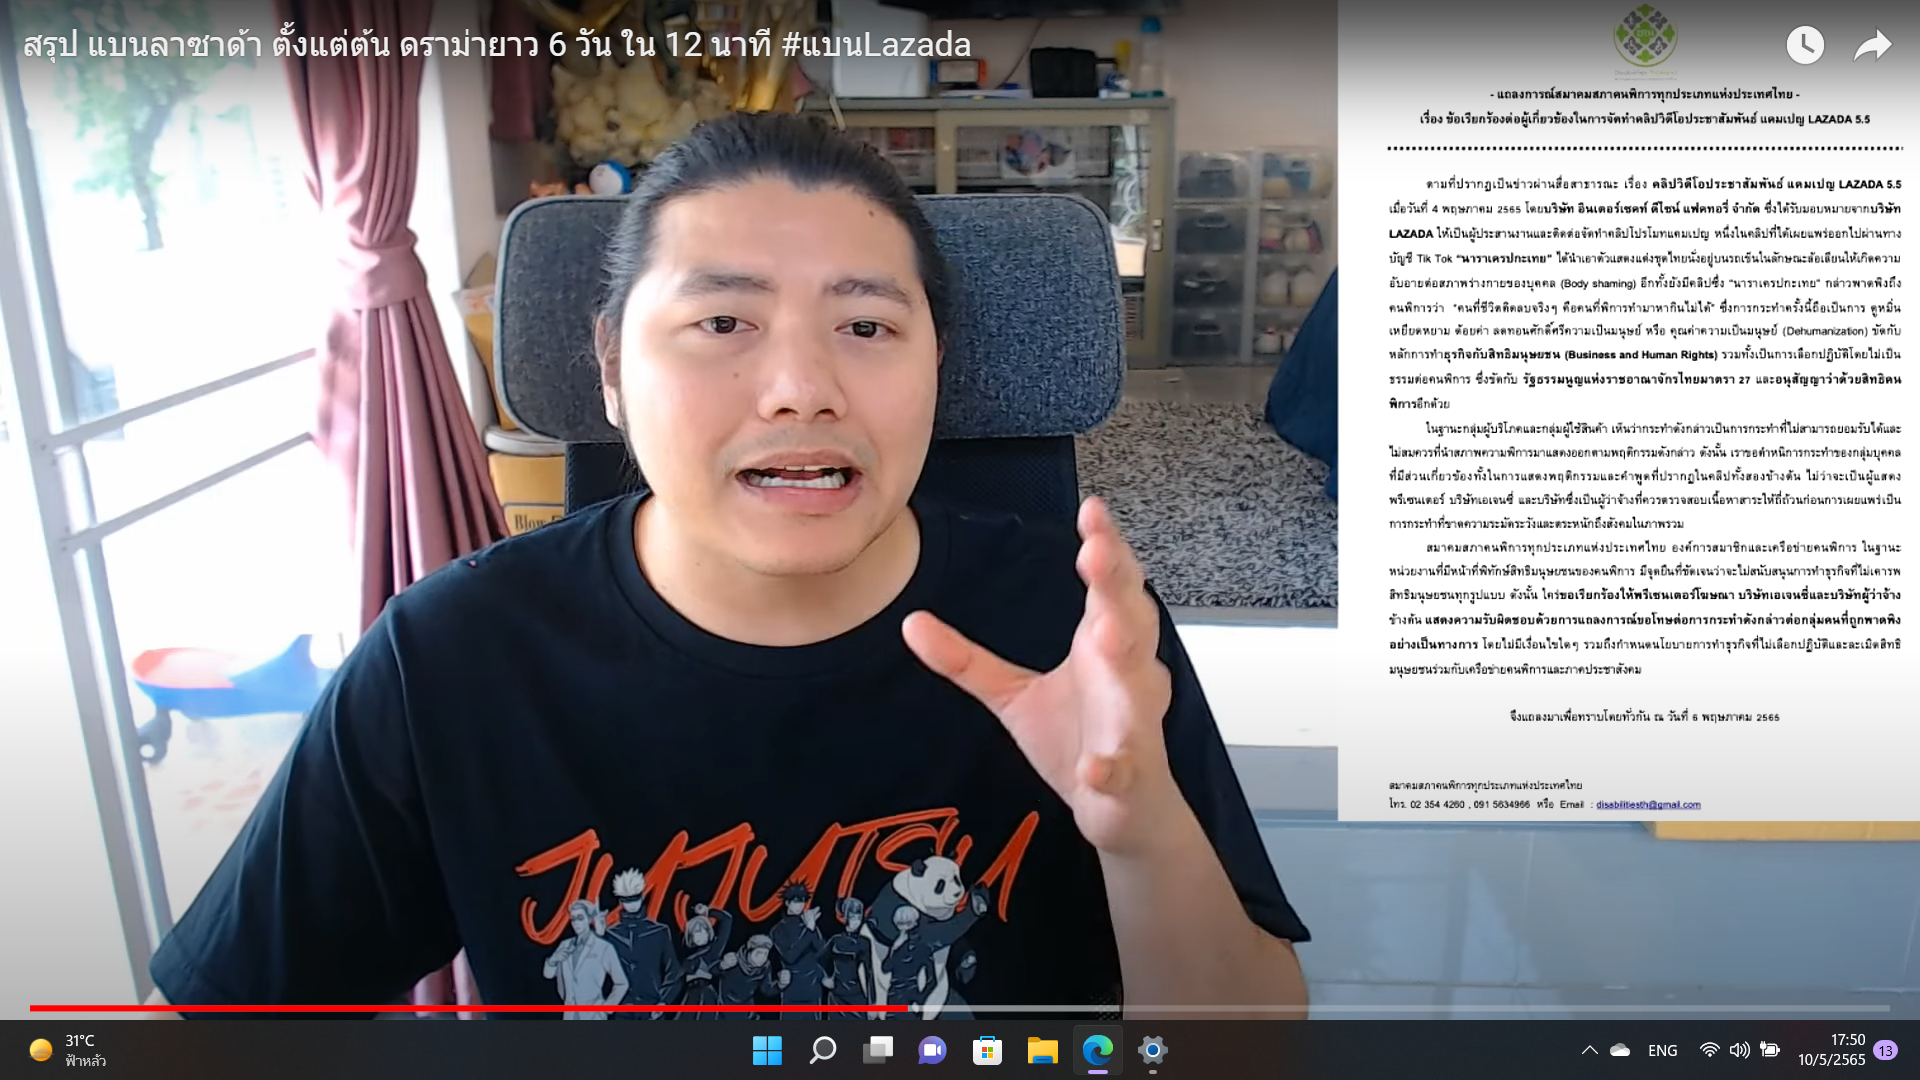 สรุป แบนลาซาด้า ตั้งแต่ต้น ดราม่ายาว 6 วัน ใน 12 นาที #แบนLazada
- แถลงการณ์สมาคมสภาคนพิการทุกประเภทแห่งประเทศไทย -
เรื่อง ข้อเรียกร้องต่อผู้เกี่ยวข้องในการจัดทำคลิปวิดีโอประชาสัมพันธ์ แคมเปญ LAZADA 5.5
ตามที่ปรากฏเป็นข่าวผ่านสื่อสาธารณะ เรื่อง คลิปวิดีโอประชาสัมพันธ์ แคมเปญ LAZADA 5.5
เมื่อวันที่ 4 พฤษภาคม 2565 โดยบริษัท อินเตอร์เซคท์ ดีไซน์ แฟคทอรี่ จำกัด ซึ่งได้รับมอบหมายจากบริษัท
LAZADA ให้เป็นผู้ประสานงานและติดต่อจัดทำคลิปโปรโมทแคมเปญ หนึ่งในคลิปที่ได้เผยแพร่ออกไปผ่านทาง
บัญชี Tik Tok “นาราเครปกะเทย” ได้นำเอาตัวแสดงแต่งชุดไทยนั่งอยู่บนรถเข็นในลักษณะล้อเลียนให้เกิดความ
อับอายต่อสภาพร่างกายของบุคคล (Body shaming) อีกทั้งยังมีคลิปซึ่ง “นาราเครปกะเทย” กล่าวพาดพิงถึง
คนพิการว่า “คนที่ชีวิตติดลบจริงๆ คือคนที่พิการทำมาหากินไม่ได้” ซึ่งการกระทำครั้งนี้ถือเป็นการ ดูหมิ่น
เหยียดหยาม ด้อยค่า ลดทอนศักดิ์ศรีความเป็นมนุษย์ หรือ คุณค่าความเป็นมนุษย์ (Dehumanization) ขัดกับ
หลักการทำธุรกิจกับสิทธิมนุษยชน (Business and Human Rights) รวมทั้งเป็นการเลือกปฏิบัติโดยไม่เป็น
ธรรมต่อคนพิการ ซึ่งขัดกับ รัฐธรรมนูญแห่งราชอาณาจักรไทยมาตรา 27 และอนุสัญญาว่าด้วยสิทธิคน
พิการอีกด้วย
ในฐานะกลุ่มผู้บริโภคและกลุ่มผู้ใช้สินค้า เห็นว่ากระทำดังกล่าวเป็นการกระทำที่ไม่สามารถยอมรับได้และ
ไม่สมควรที่นำสภาพความพิการมาแสดงออกตามพฤติกรรมดังกล่าว ดังนั้น เราขอตำหนิการกระทำของกลุ่มบุคคล
ที่มีส่วนเกี่ยวข้องทั้งในการแสดงพฤติกรรมและคำพูดที่ปรากฏในคลิปทั้งสองข้างต้น ไม่ว่าจะเป็นผู้แสดง
พรีเซนเตอร์ บริษัทเอเจนซี่ และบริษัทซึ่งเป็นผู้ว่าจ้างที่ควรตรวจสอบเนื้อหาสาระให้ถี่ถ้วนก่อนการเผยแพร่เป็น
การกระทำที่ขาดความระมัดระวังและตระหนักถึงสังคมในภาพรวม
สมาคมสภาคนพิการทุกประเภทแห่งประเทศไทย องค์การสมาชิกและเครือข่ายคนพิการ ในฐานะ
หน่วยงานที่มีหน้าที่พิทักษ์สิทธิมนุษยชนของคนพิการ มีจุดยืนที่ชัดเจนว่าจะไม่สนับสนุนการทำธุรกิจที่ไม่เคารพ
สิทธิมนุษยชนทุกรูปแบบ ดังนั้น ใคร่ขอเรียกร้องให้พรีเซนเตอร์โฆษณา บริษัทเอเจนซี่และบริษัทผู้ว่าจ้าง
ข้างต้น แสดงความรับผิดชอบด้วยการแถลงการณ์ขอโทษต่อการกระทำดังกล่าวต่อกลุ่มคนที่ถูกพาดพิง
อย่างเป็นทางการ โดยไม่มีเงื่อนไขใดๆ รวมถึงกำหนดนโยบายการทำธุรกิจที่ไม่เลือกปฏิบัติและละเมิดสิทธิ
มนุษยชนร่วมกับเครือข่ายคนพิการและภาคประชาสังคม
จึงแถลงมาเพื่อทราบโดยทั่วกัน ณ วันที่ 6 พฤษภาคม 2565
สมาคมสภาคนพิการทุกประเภทแห่งประเทศไทย
โทร. 02 354 4260 , 091 5634966 หรือ Email : disabilitiesth@gmail.com
JUJUTSU
31°C
ฟ้าหลัว
ENG
17:50
10/5/2565
13